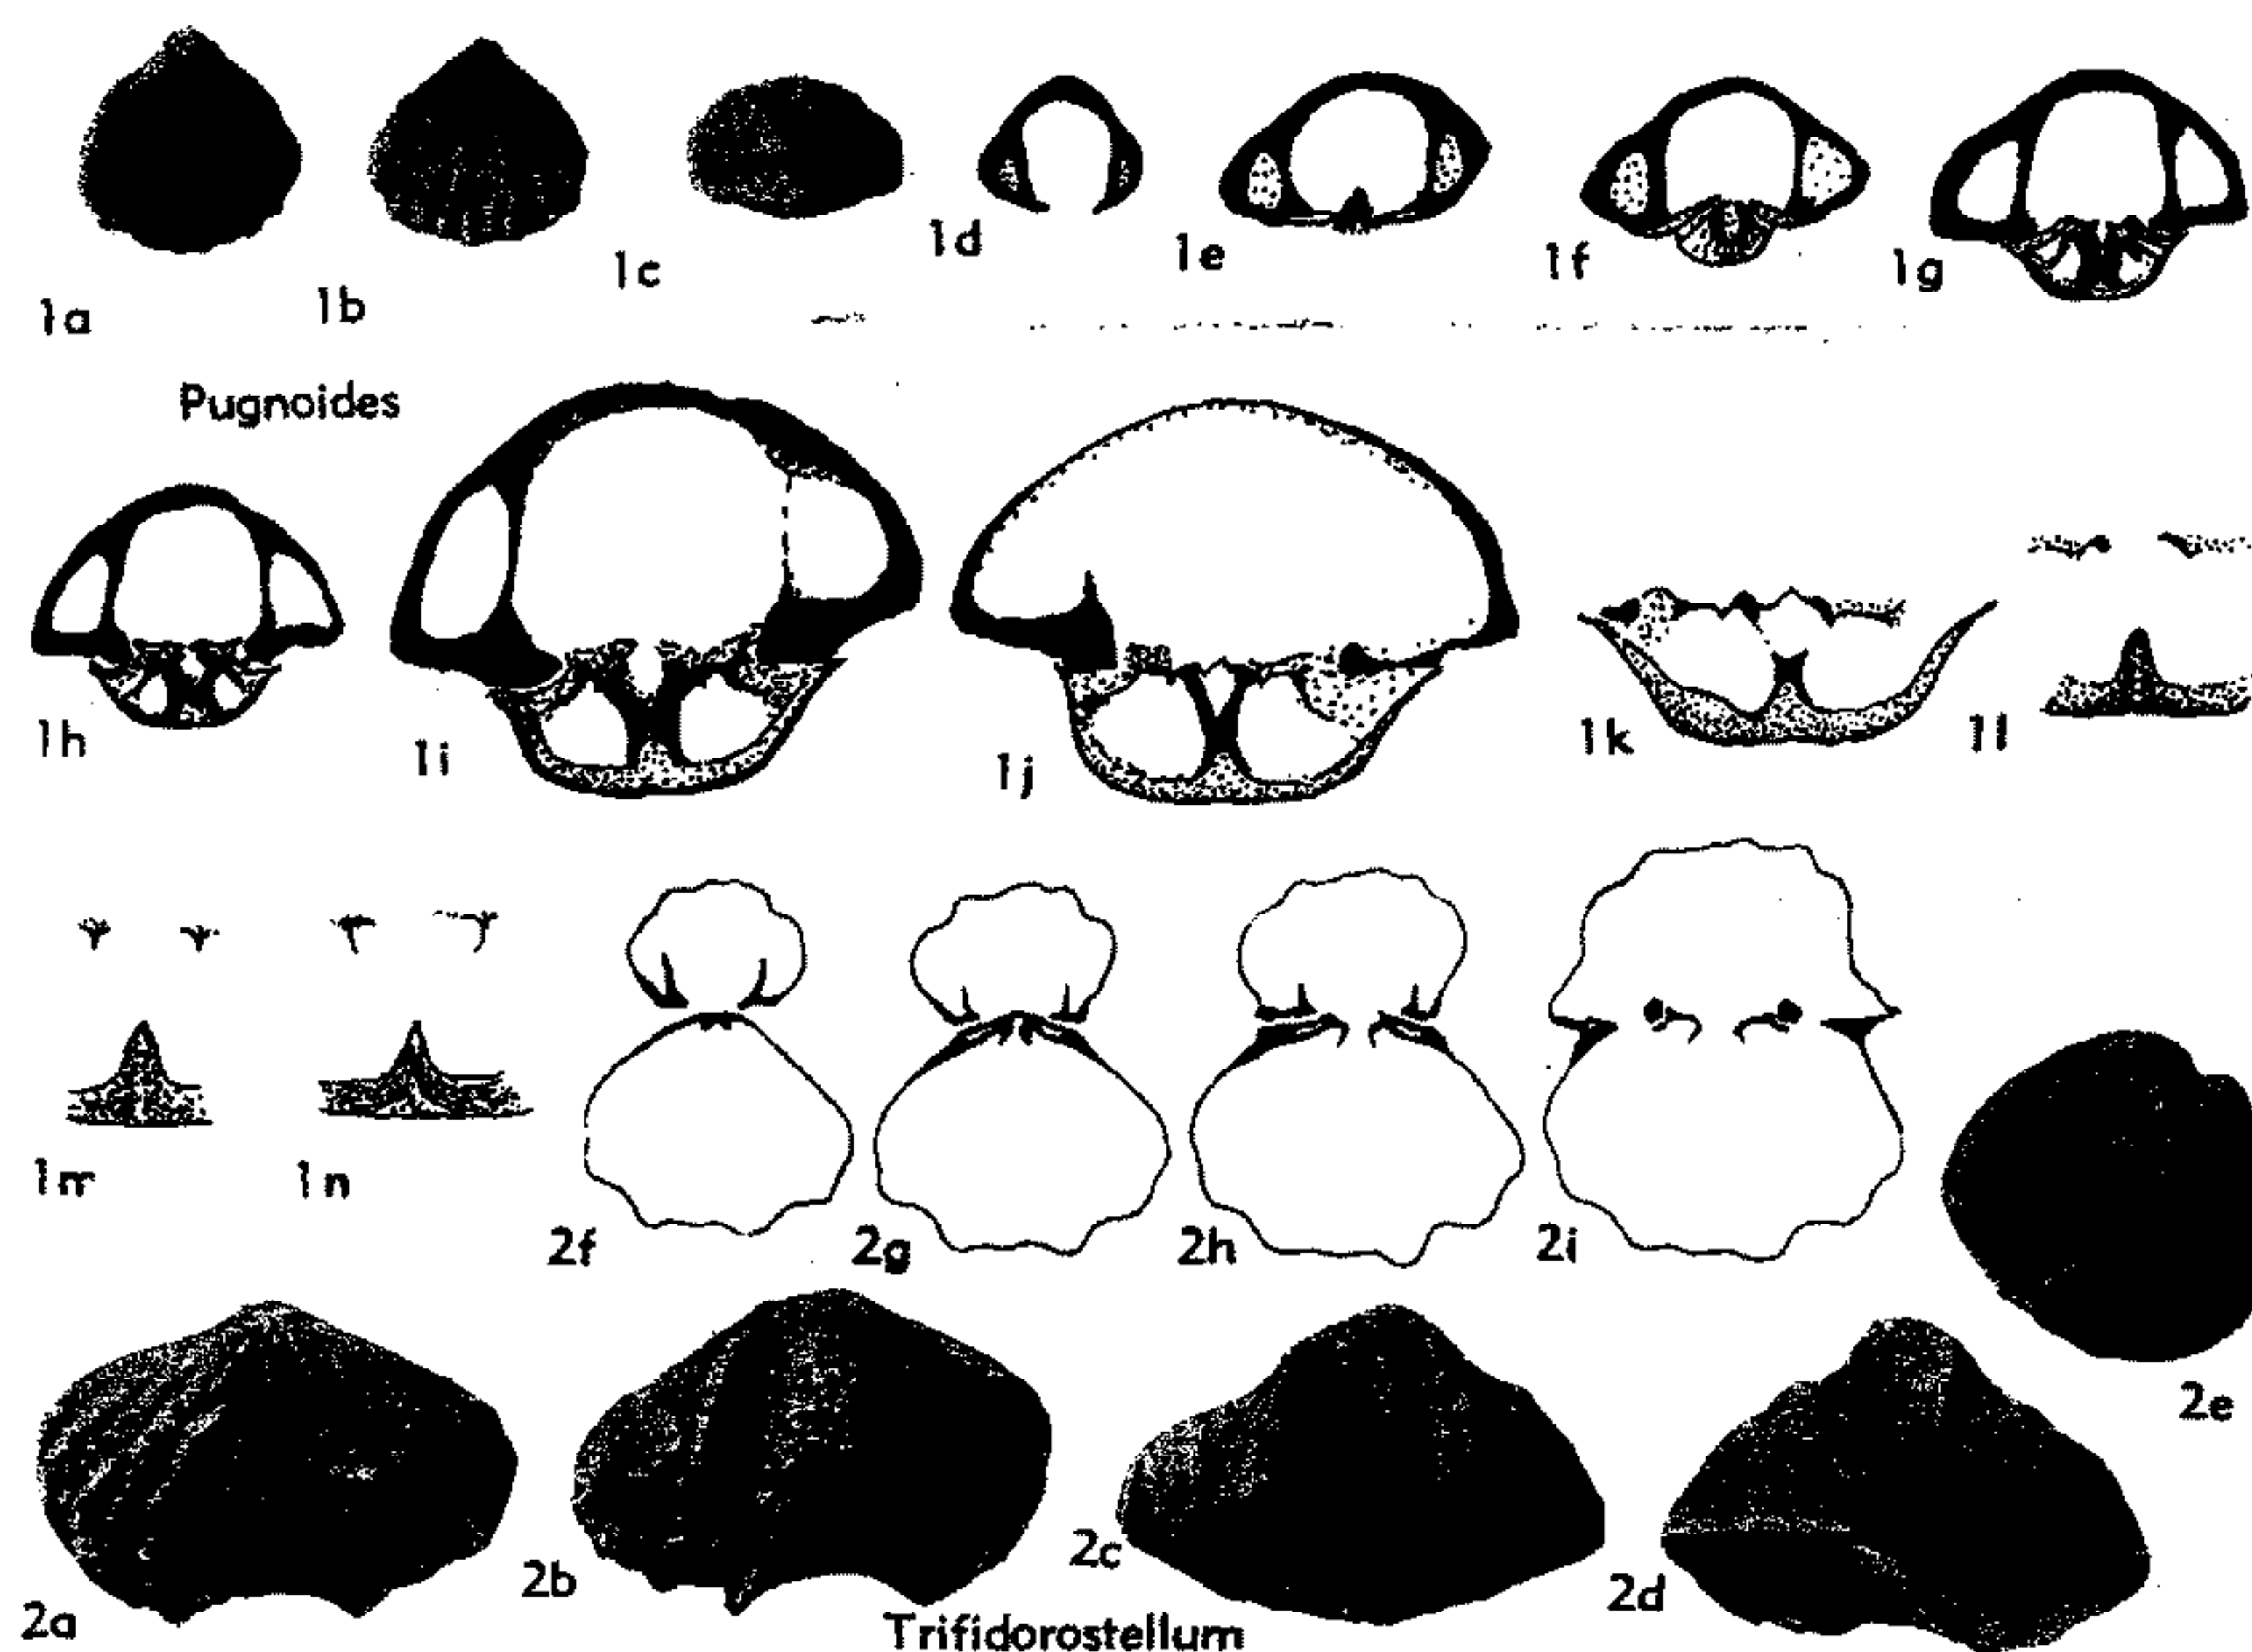 1a 1b 1c 1d 1e 1f 1g
Pugnoides
1h 1i 1j 1k 1l
1m 1n 2f 2g 2h 2i
2e
2a 2b 2c 2d
Trifidorostellum